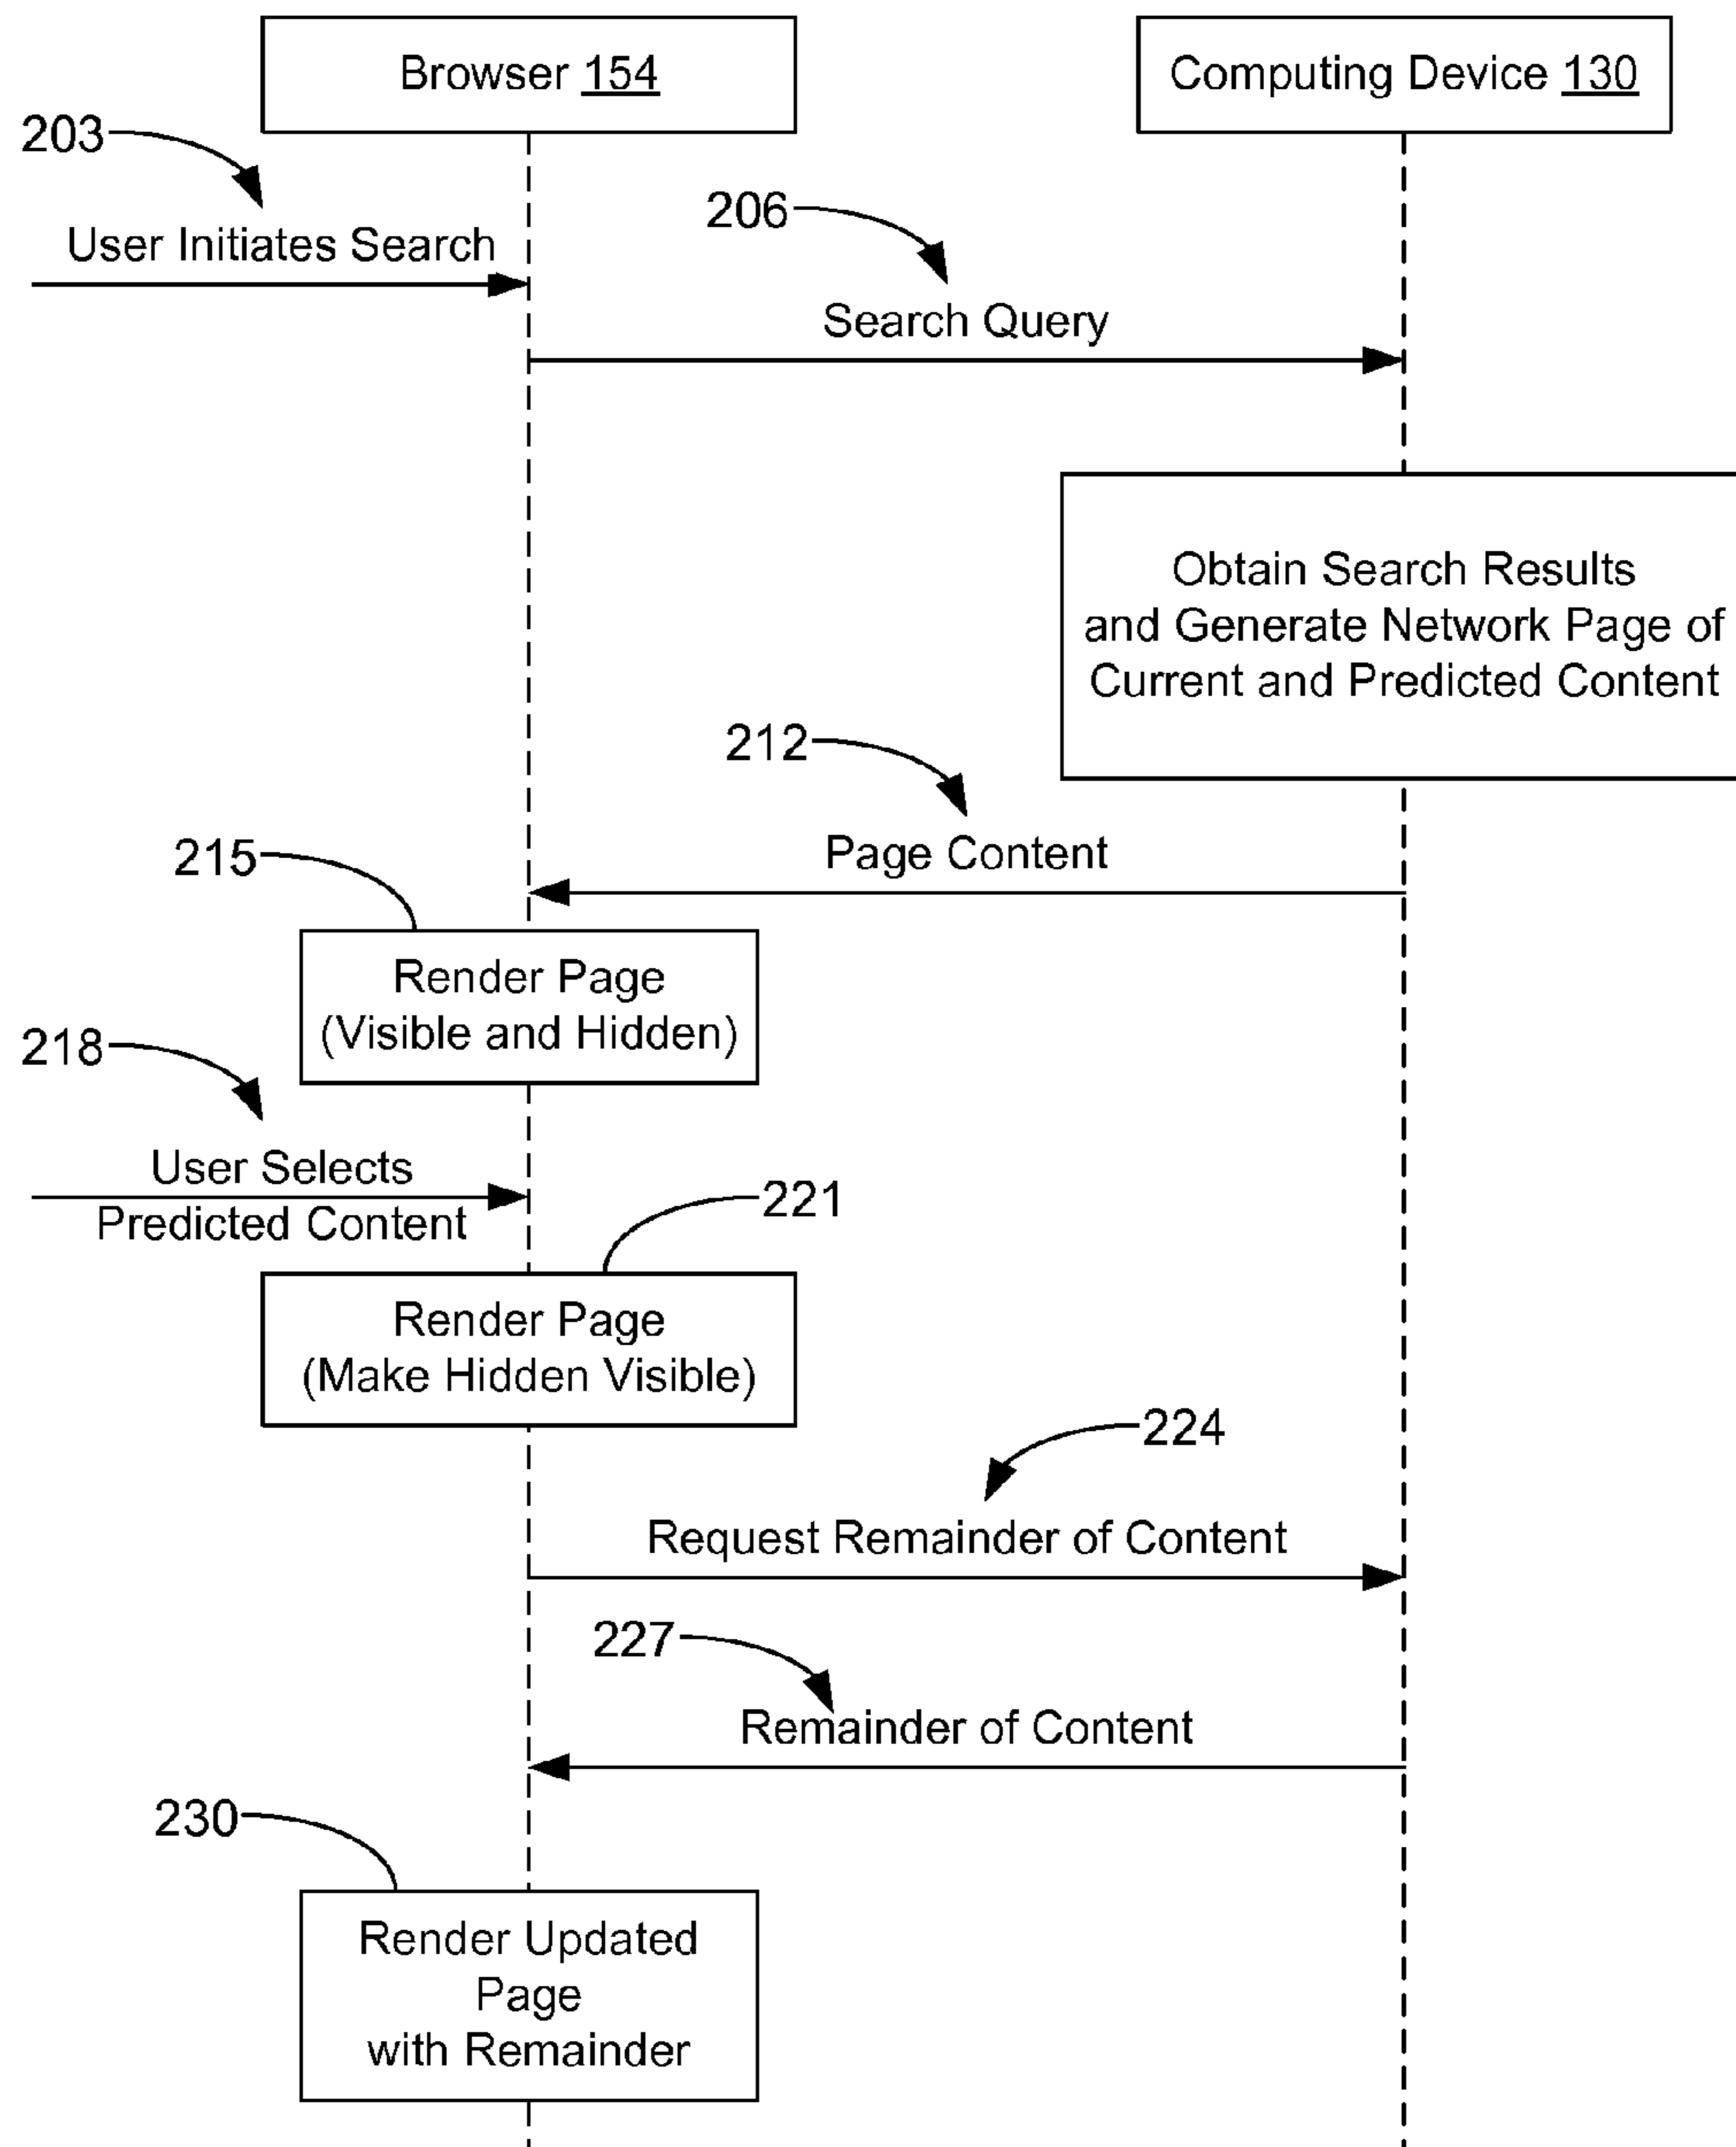 Browser 154
Computing Device 130
203
User Initiates Search
206
Search Query
Obtain Search Results
and Generate Network Page of
Current and Predicted Content
212
Page Content
215
Render Page
(Visible and Hidden)
218
User Selects
Predicted Content
221
Render Page
(Make Hidden Visible)
224
Request Remainder of Content
227
Remainder of Content
230
Render Updated
Page
with Remainder